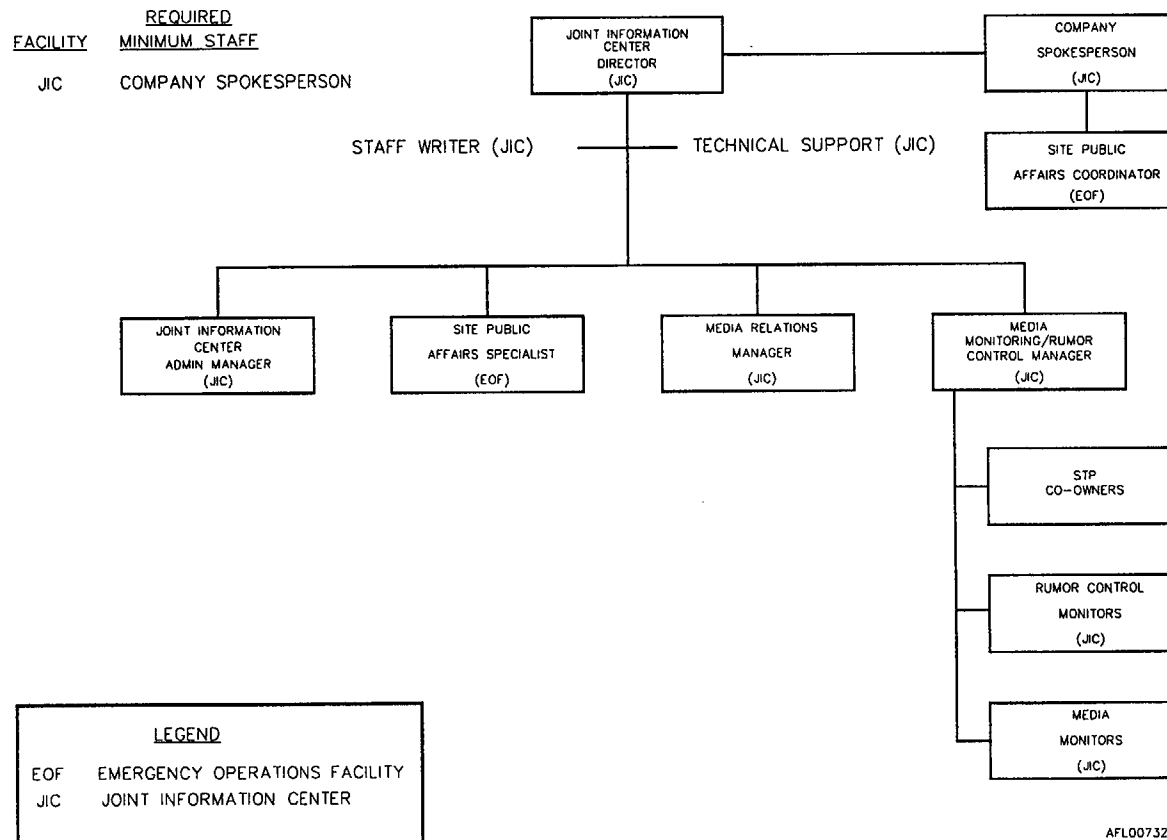 REQUIRED
FACILITY MINIMUM STAFF
JIC COMPANY SPOKESPERSON
JOINT INFORMATION
CENTER
DIRECTOR
(JIC)
COMPANY
SPOKESPERSON
(JIC)
STAFF WRITER (JIC)
TECHNICAL SUPPORT (JIC)
SITE PUBLIC
AFFAIRS COORDINATOR
(EOF)
JOINT INFORMATION
CENTER
ADMIN MANAGER
(JIC)
SITE PUBLIC
AFFAIRS SPECIALIST
(EOF)
MEDIA RELATIONS
MANAGER
(JIC)
MEDIA
MONITORING/RUMOR
CONTROL MANAGER
(JIC)
STP
CO-OWNERS
RUMOR CONTROL
MONITORS
(JIC)
MEDIA
MONITORS
(JIC)
LEGEND
EOF EMERGENCY OPERATIONS FACILITY
JIC JOINT INFORMATION CENTER
AFL00732